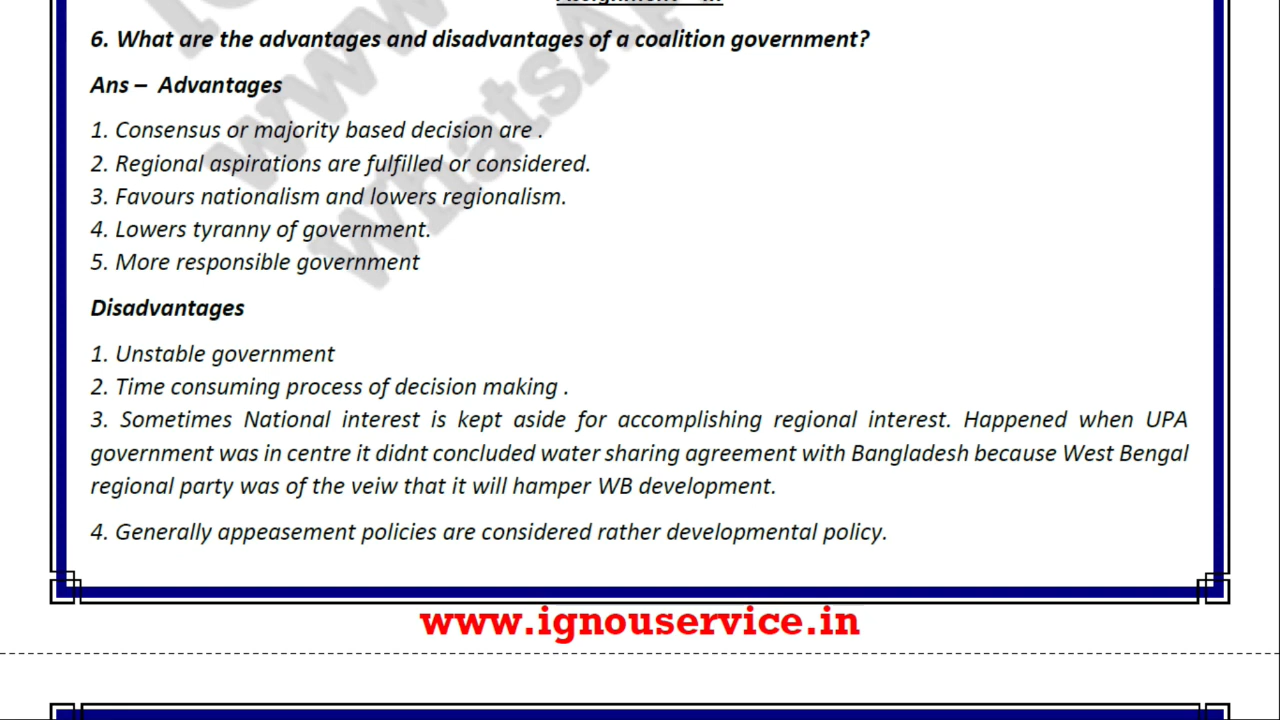 6. What are the advantages and disadvantages of a coalition government?
Ans – Advantages
1. Consensus or majority based decision are .
2. Regional aspirations are fulfilled or considered.
3. Favours nationalism and lowers regionalism.
4. Lowers tyranny of government.
5. More responsible government
Disadvantages
1. Unstable government
2. Time consuming process of decision making .
3. Sometimes National interest is kept aside for accomplishing regional interest. Happened when UPA
government was in centre it didnt concluded water sharing agreement with Bangladesh because West Bengal
regional party was of the veiw that it will hamper WB development.
4. Generally appeasement policies are considered rather developmental policy.
www.ignouservice.in